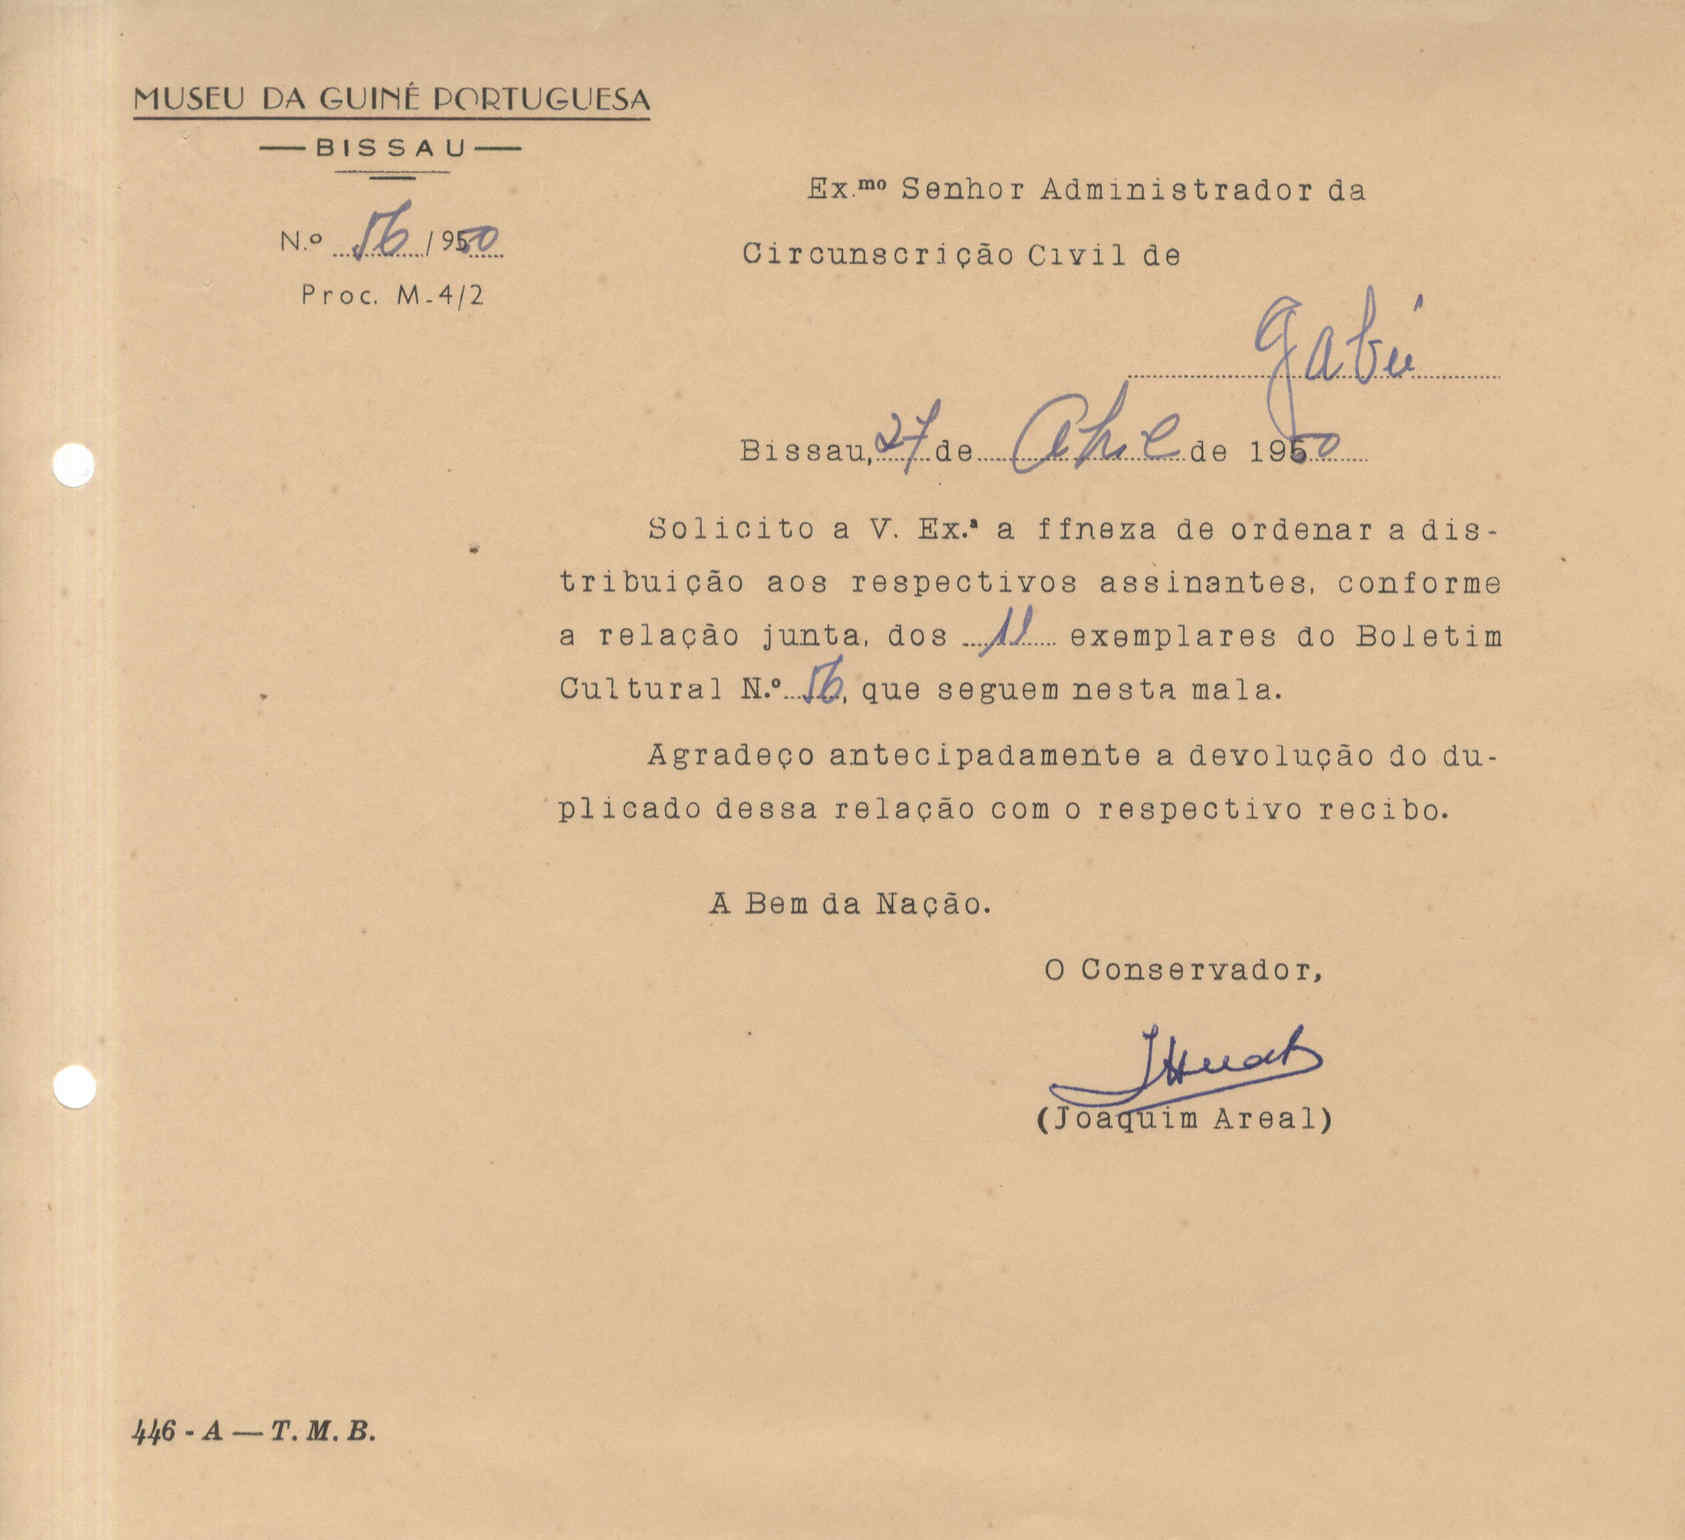 MUSEU DA GUINÉ PORTUGUESA
— BISSAU —
N.º 56/960
Proc. M-4/2
Ex.mo Senhor Administrador da
Circunscrição Civil de
Gabú
Bissau, 27 de Abril de 1960
Solicito a V. Ex.ª a ffneza de ordenar a dis-
tribuição aos respectivos assinantes, conforme
a relação junta, dos 11 exemplares do Boletim
Cultural N.º 56, que seguem nesta mala.
Agradeço antecipadamente a devolução do du-
plicado dessa relação com o respectivo recibo.
A Bem da Nação.
O Conservador,
(Joaquim Areal)
446 - A — T. M. B.